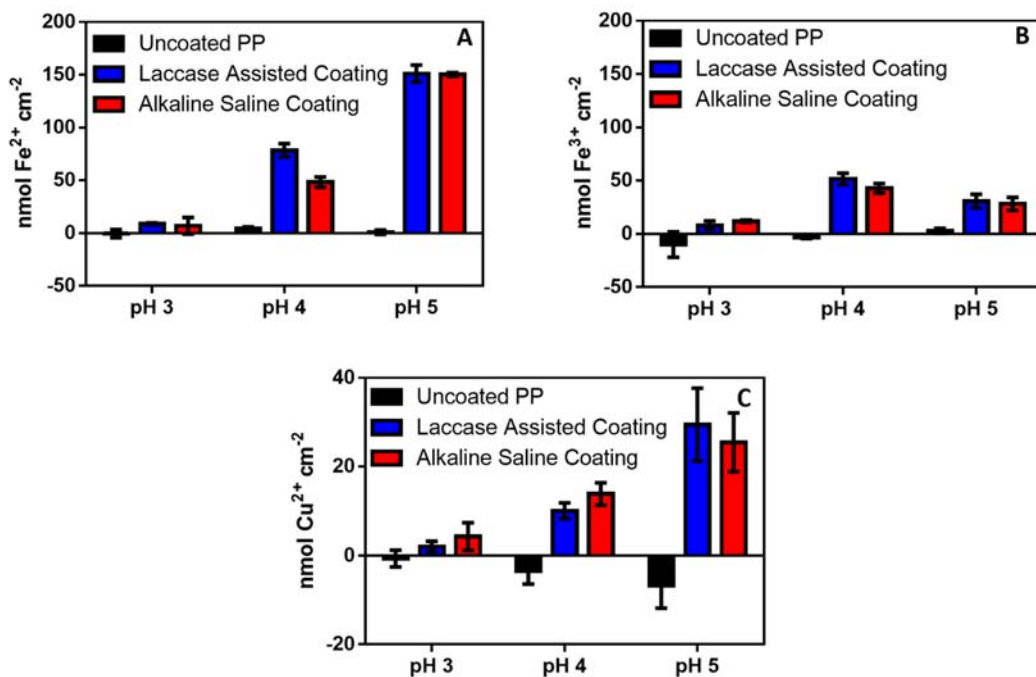 A
Uncoated PP
Laccase Assisted Coating
Alkaline Saline Coating
nmol Fe²⁺ cm⁻²
200
150
100
50
0
-50
pH 3 pH 4 pH 5
B
Uncoated PP
Laccase Assisted Coating
Alkaline Saline Coating
nmol Fe³⁺ cm⁻²
200
150
100
50
0
-50
pH 3 pH 4 pH 5
C
Uncoated PP
Laccase Assisted Coating
Alkaline Saline Coating
nmol Cu²⁺ cm⁻²
40
20
0
-20
pH 3 pH 4 pH 5